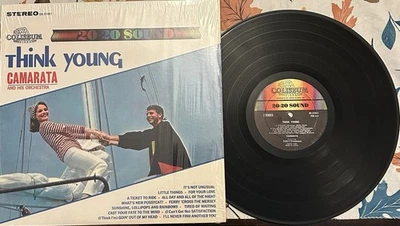 STEREO
COLISEUM
20·20 SOUND
THINK YOUNG
CAMARATA
AND HIS ORCHESTRA
IT'S NOT UNUSUAL
LITTLE THINGS · FOR YOUR LOVE
A TICKET TO RIDE · ALL DAY AND ALL OF THE NIGHT
WHAT'S NEW PUSSYCAT? · FERRY 'CROSS THE MERSEY
SUNSHINE, LOLLIPOPS AND RAINBOWS · TIRED OF WAITING
CAST YOUR FATE TO THE WIND · (I Can't Get No) SATISFACTION
(I Think I'm) GOIN' OUT OF MY HEAD · I'LL NEVER FIND ANOTHER YOU
COLISEUM
20·20 SOUND
THINK YOUNG
CAMARATA